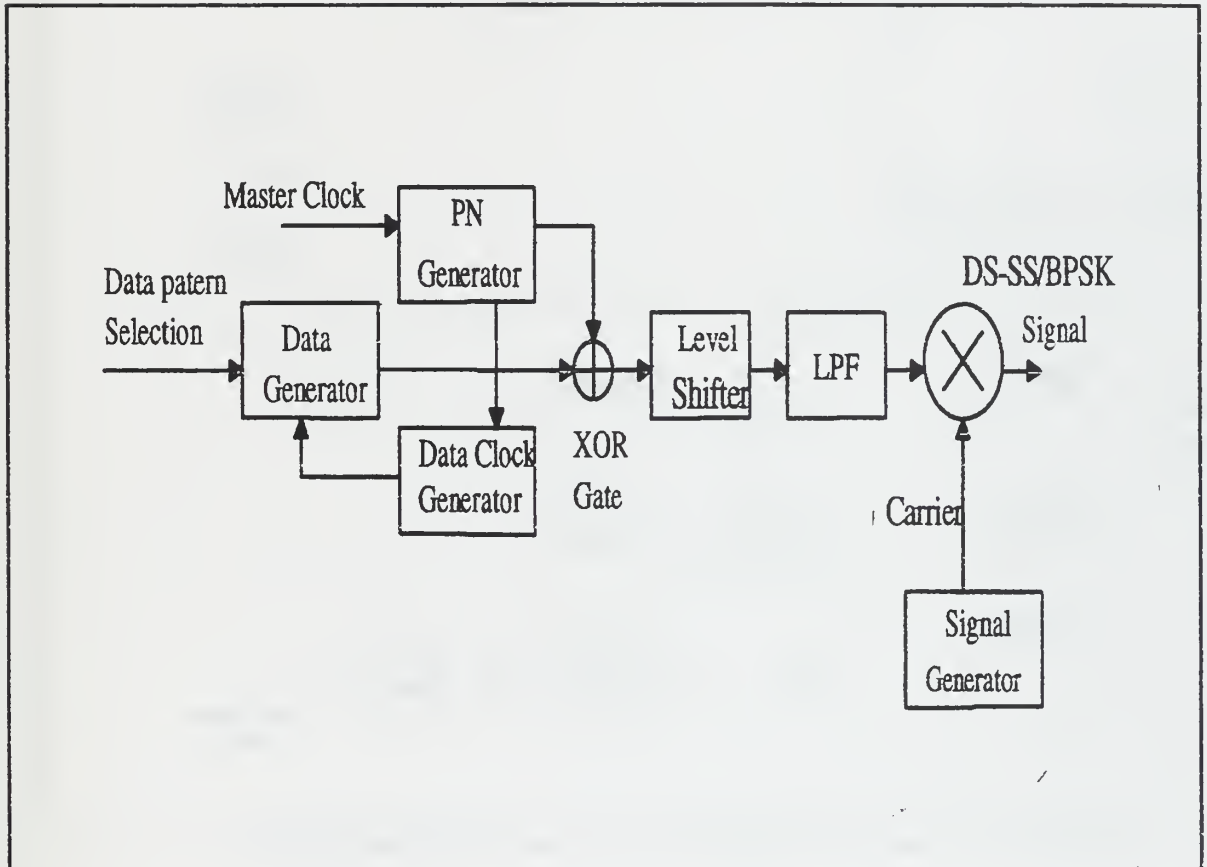 Master Clock
PN
Generator
Data patern
Selection
Data
Generator
Data Clock
Generator
XOR
Gate
Level
Shifter
LPF
DS-SS/BPSK
Signal
Carrier
Signal
Generator